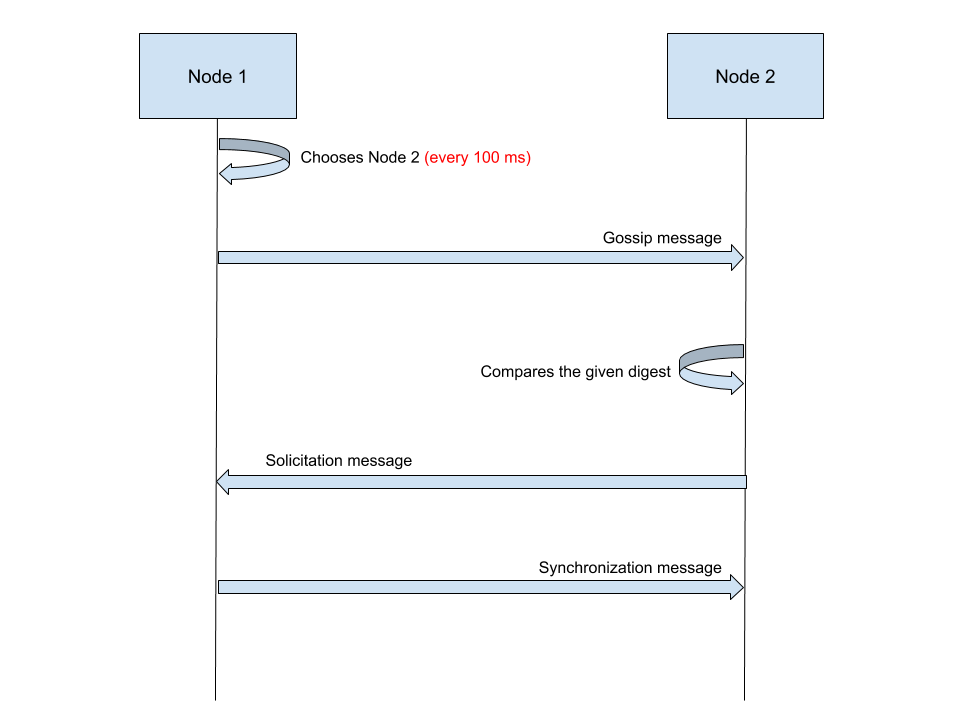 Node 1
Node 2
Chooses Node 2 (every 100 ms)
Gossip message
Compares the given digest
Solicitation message
Synchronization message